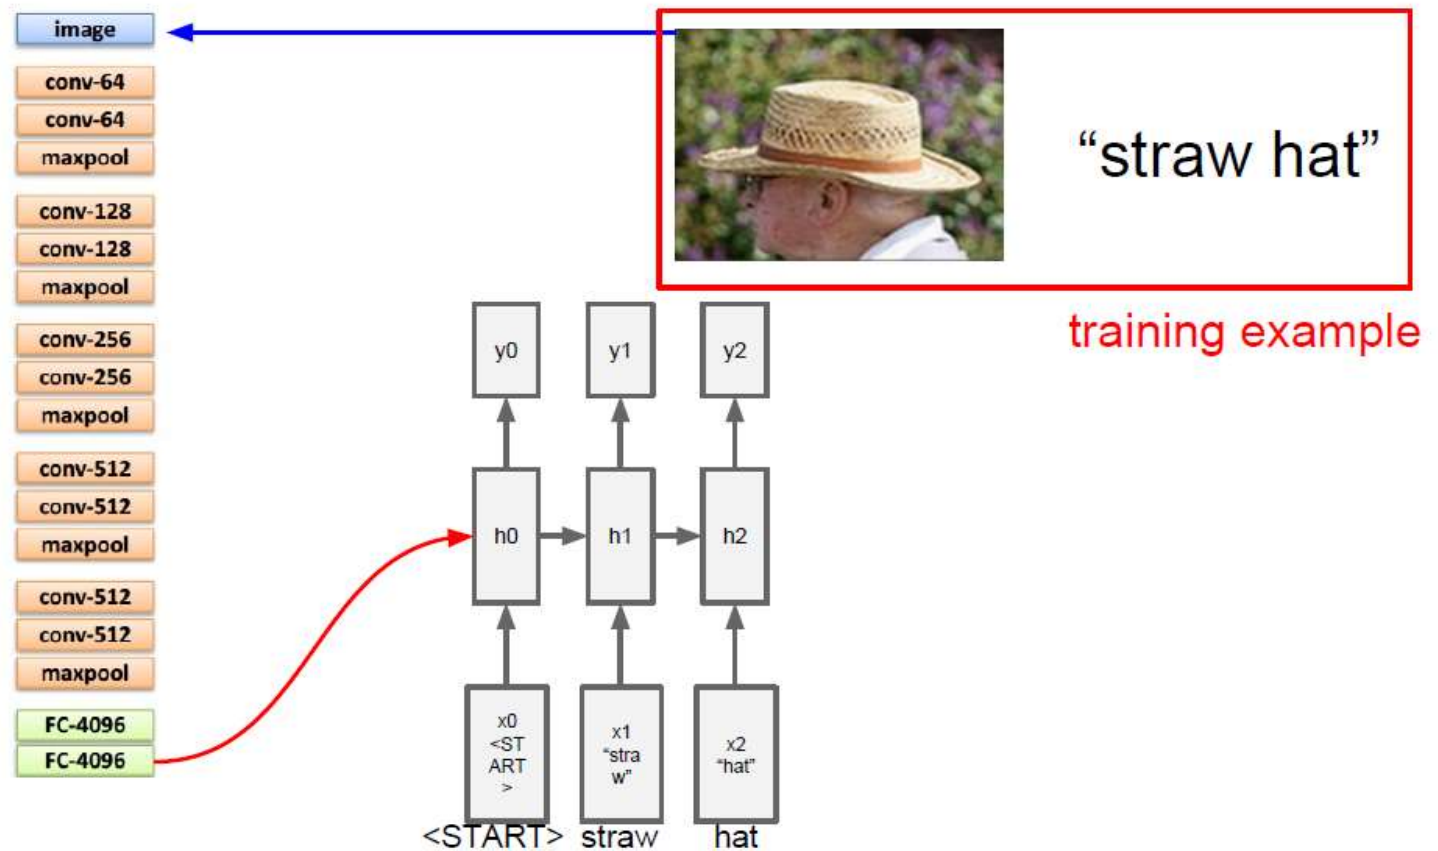 image
conv-64
conv-64
maxpool
conv-128
conv-128
maxpool
conv-256
conv-256
maxpool
conv-512
conv-512
maxpool
conv-512
conv-512
maxpool
FC-4096
FC-4096
“straw hat”
training example
y0
y1
y2
h0
h1
h2
x0
<ST
ART
>
x1
“stra
w”
x2
“hat”
<START>
straw
hat